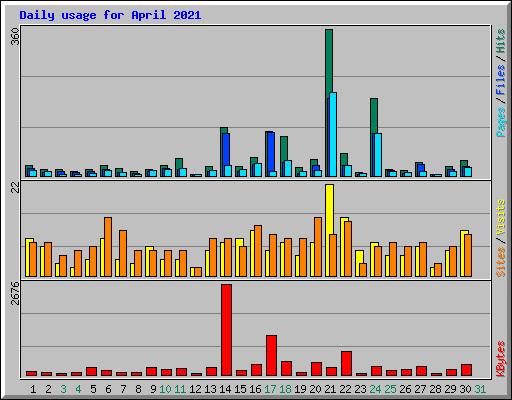 Daily usage for April 2021
360
Pages / Files / Hits
22
Sites / Visits
2676
KBytes
1 2 3 4 5 6 7 8 9 10 11 12 13 14 15 16 17 18 19 20 21 22 23 24 25 26 27 28 29 30 31